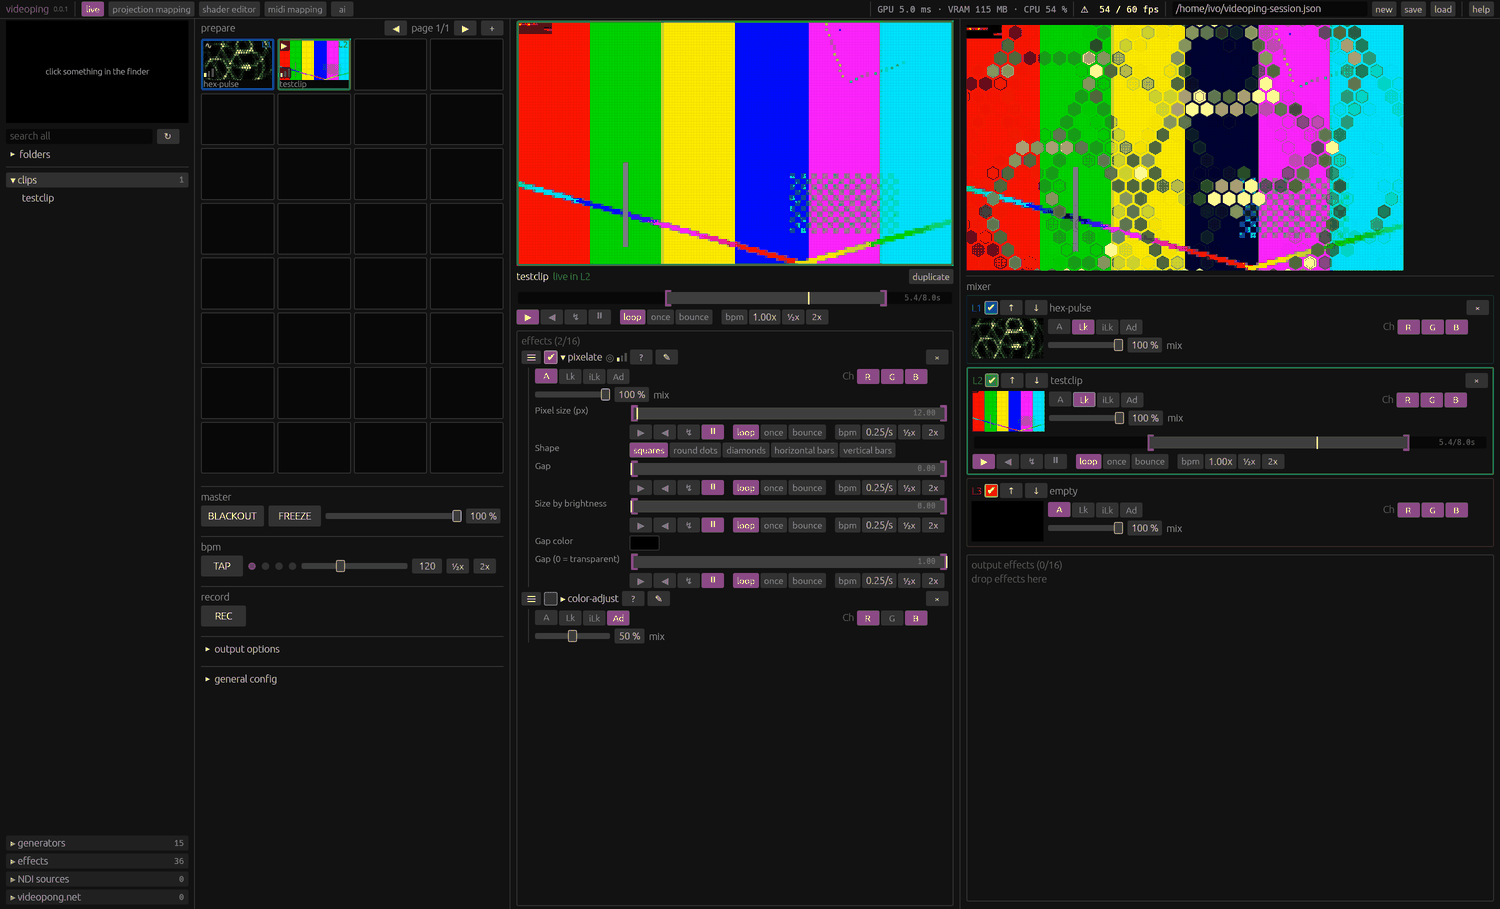 videoping 0.0.1 live projection mapping shader editor midi mapping ai GPU 5.0 ms · VRAM 115 MB · CPU 54 % ⚠ 54 / 60 fps /home/ivo/videoping-session.json new save load help
click something in the finder
search all ↻
▸ folders
▾ clips 1
testclip
▸ generators 15
▸ effects 36
▸ NDI sources 0
▸ videopong.net 0
prepare ◀ page 1/1 ▶ +
L2
hex-pulse testclip
master
BLACKOUT FREEZE 100 %
bpm
TAP 120 ½x 2x
record
REC
▸ output options
▸ general config
testclip live in L2 duplicate
5.4/8.0s
loop once bounce bpm 1.00x ½x 2x
effects (2/16)
▾ pixelate ? ×
A Lk iLk Ad Ch R G B
100 % mix
Pixel size (px) 12.00
loop once bounce bpm 0.25/s ½x 2x
Shape squares round dots diamonds horizontal bars vertical bars
Gap 0.00
loop once bounce bpm 0.25/s ½x 2x
Size by brightness 0.00
loop once bounce bpm 0.25/s ½x 2x
Gap color
Gap (0 = transparent) 1.00
loop once bounce bpm 0.25/s ½x 2x
▸ color-adjust ? ×
A Lk iLk Ad Ch R G B
50 % mix
mixer
L1 ↑ ↓ hex-pulse ×
A Lk iLk Ad Ch R G B
100 % mix
L2 ↑ ↓ testclip ×
A Lk iLk Ad Ch R G B
100 % mix
5.4/8.0s
loop once bounce bpm 1.00x ½x 2x
L3 ↑ ↓ empty
A Lk iLk Ad Ch R G B
100 % mix
output effects (0/16)
drop effects here